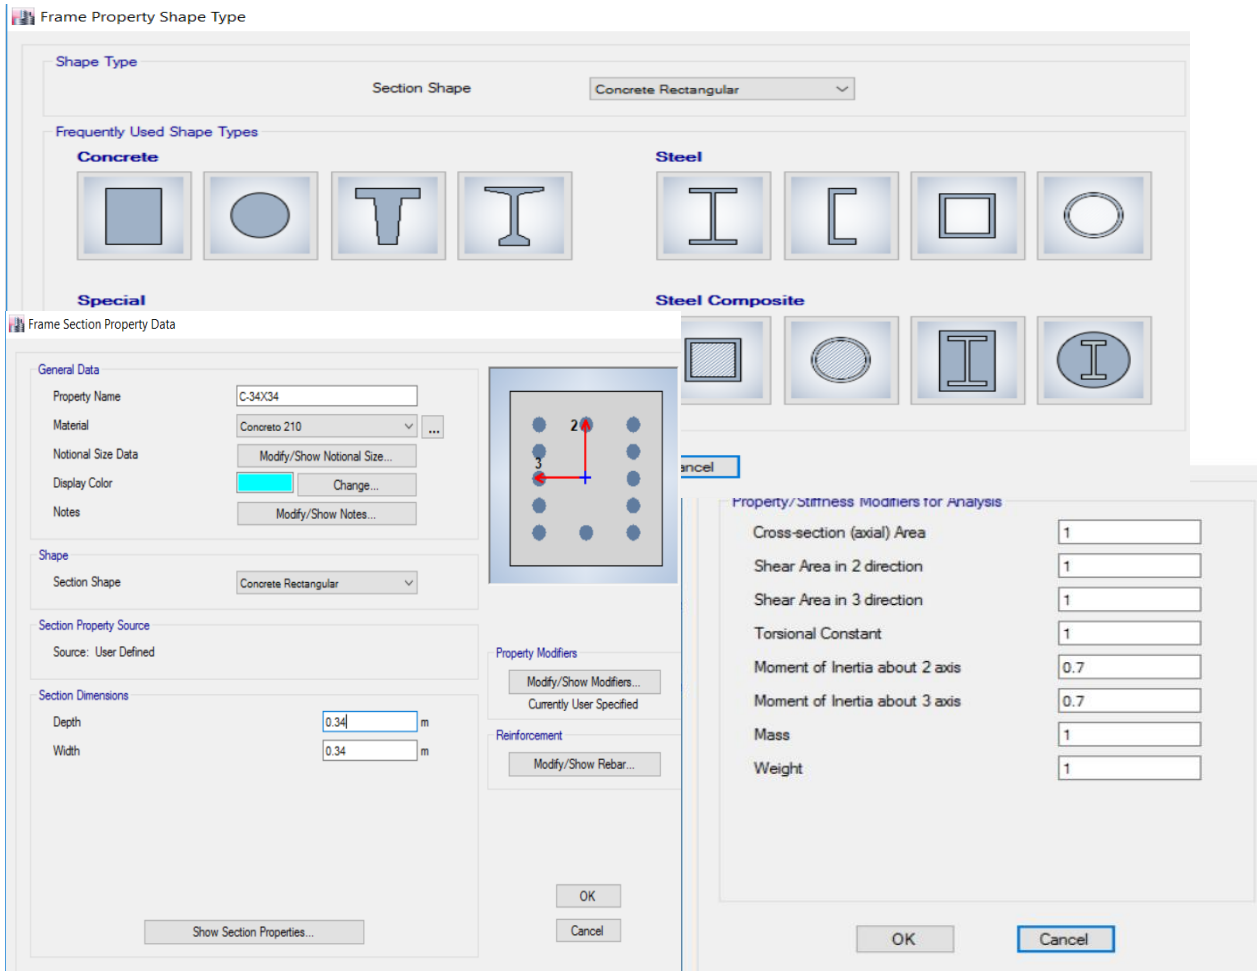 Frame Property Shape Type
Shape Type
Section Shape
Concrete Rectangular
Frequently Used Shape Types
Concrete
Steel
Special
Steel Composite
Frame Section Property Data
General Data
Property Name
C-34X34
Material
Concreto 210
...
Notional Size Data
Modify/Show Notional Size...
Display Color
Change...
Notes
Modify/Show Notes...
2
3
Shape
Section Shape
Concrete Rectangular
Section Property Source
Source: User Defined
Section Dimensions
Depth
0.34
m
Width
0.34
m
Show Section Properties...
Property Modifiers
Modify/Show Modifiers...
Currently User Specified
Reinforcement
Modify/Show Rebar...
OK
Cancel
ancel
Property/Stiffness Modifiers for Analysis
Cross-section (axial) Area
1
Shear Area in 2 direction
1
Shear Area in 3 direction
1
Torsional Constant
1
Moment of Inertia about 2 axis
0.7
Moment of Inertia about 3 axis
0.7
Mass
1
Weight
1
OK
Cancel